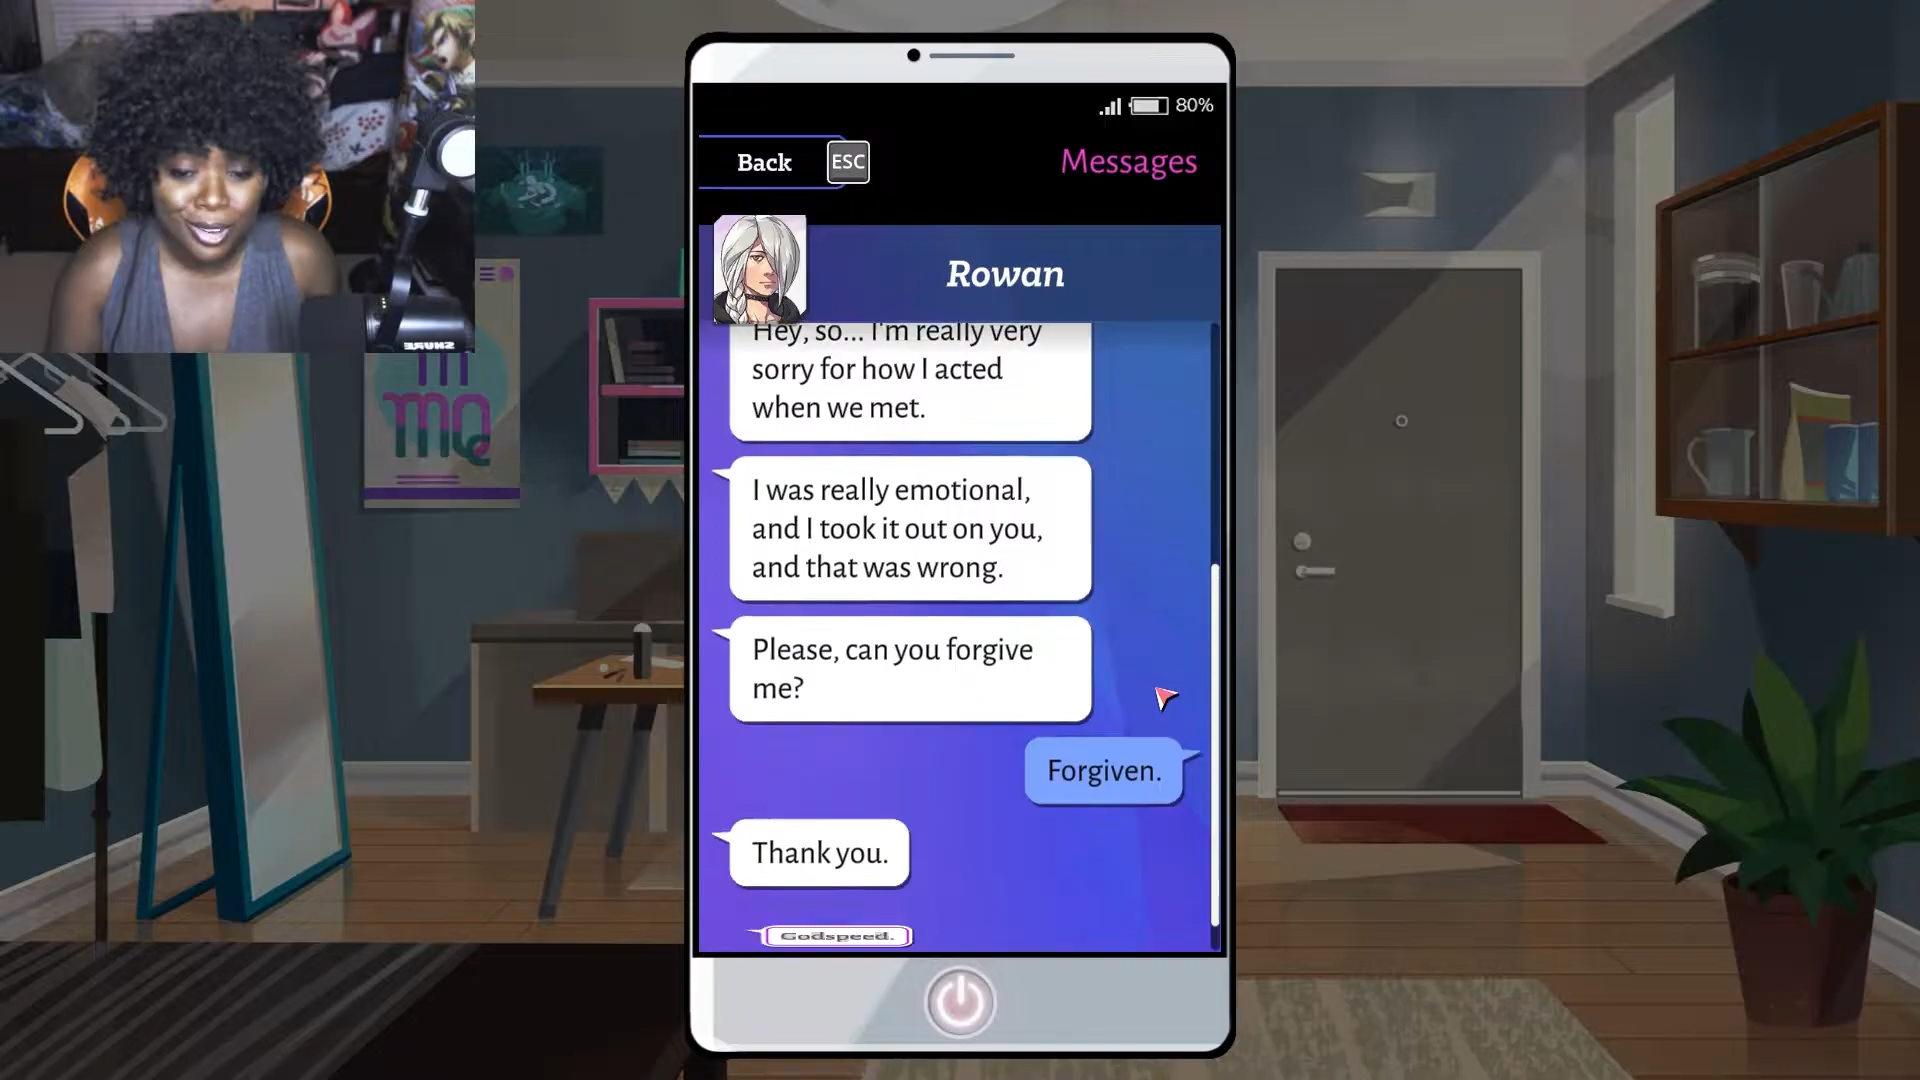 80%
Back
ESC
Messages
Rowan
Hey, so... I'm really very
sorry for how I acted
when we met.
I was really emotional,
and I took it out on you,
and that was wrong.
Please, can you forgive
me?
Forgiven.
Thank you.
Godspeed.